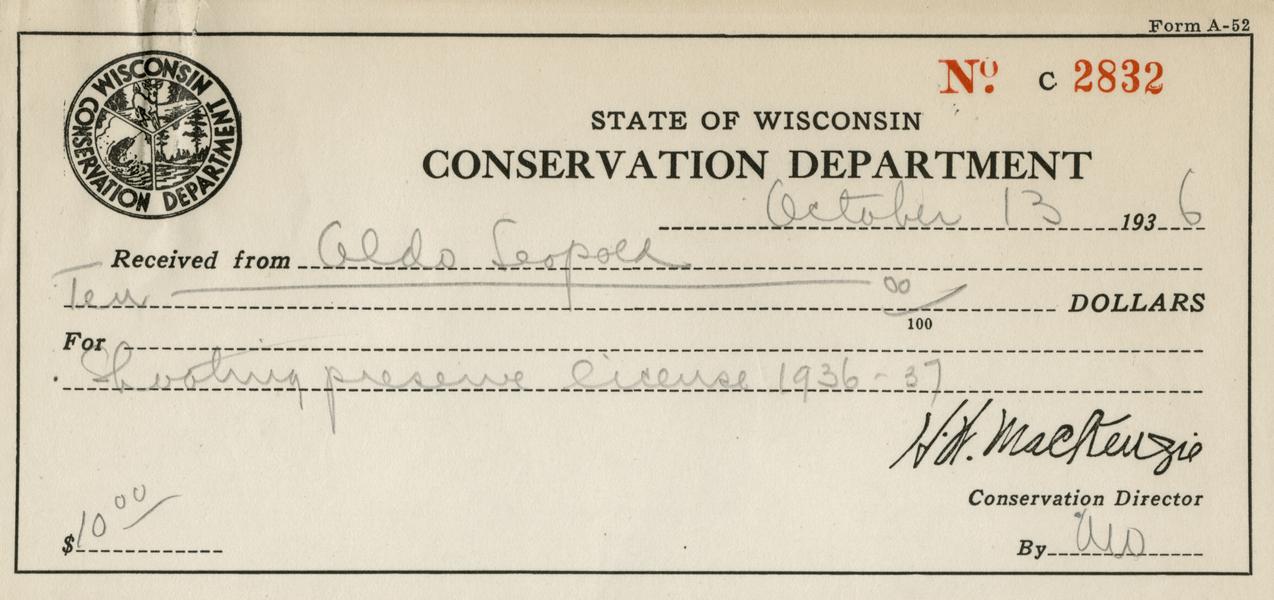 Form A-52
WISCONSIN CONSERVATION DEPARTMENT
No. C 2832
STATE OF WISCONSIN
CONSERVATION DEPARTMENT
October 13 1936
Received from Aldo Leopold
Ten 00/100 DOLLARS
For
Shooting preserve license 1936-37
H.W. MacKenzie
Conservation Director
$10 00
By